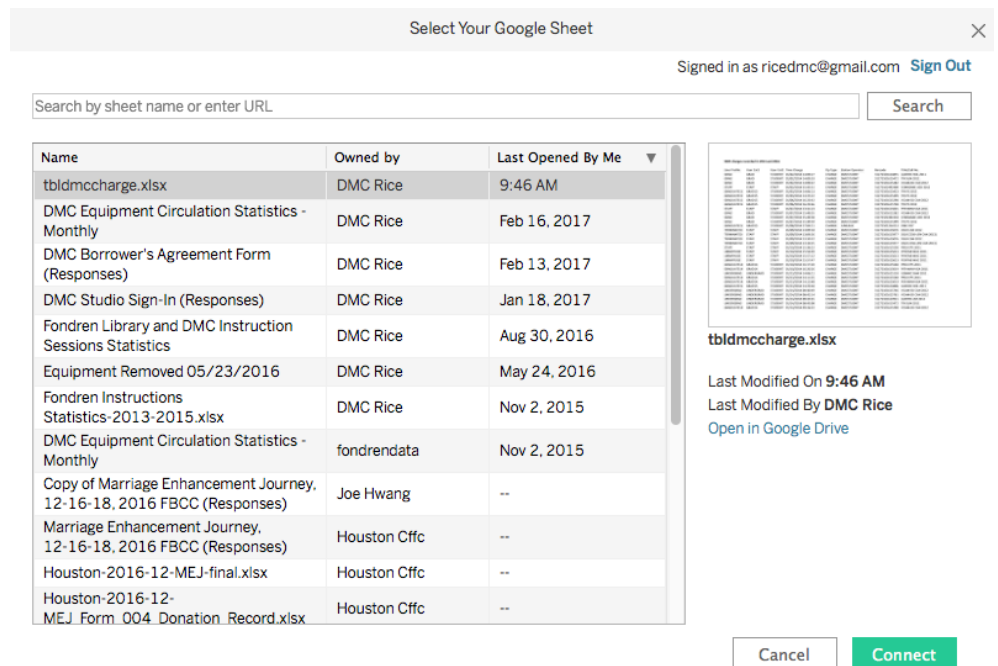 Select Your Google Sheet
Signed in as ricedmc@gmail.com Sign Out
Search by sheet name or enter URL
Search
Name Owned by Last Opened By Me
tbldmccharge.xlsx DMC Rice 9:46 AM
DMC Equipment Circulation Statistics -
Monthly
DMC Rice Feb 16, 2017
DMC Borrower's Agreement Form
(Responses)
DMC Rice Feb 13, 2017
DMC Studio Sign-In (Responses) DMC Rice Jan 18, 2017
Fondren Library and DMC Instruction
Sessions Statistics
DMC Rice Aug 30, 2016
Equipment Removed 05/23/2016 DMC Rice May 24, 2016
Fondren Instructions
Statistics-2013-2015.xlsx
DMC Rice Nov 2, 2015
DMC Equipment Circulation Statistics -
Monthly
fondrendata Nov 2, 2015
Copy of Marriage Enhancement Journey,
12-16-18, 2016 FBCC (Responses)
Joe Hwang --
Marriage Enhancement Journey,
12-16-18, 2016 FBCC (Responses)
Houston Cffc --
Houston-2016-12-MEJ-final.xlsx Houston Cffc --
Houston-2016-12-
MEJ_Form_004_Donation_Record.xlsx
Houston Cffc --
tbldmccharge.xlsx
Last Modified On 9:46 AM
Last Modified By DMC Rice
Open in Google Drive
Cancel Connect